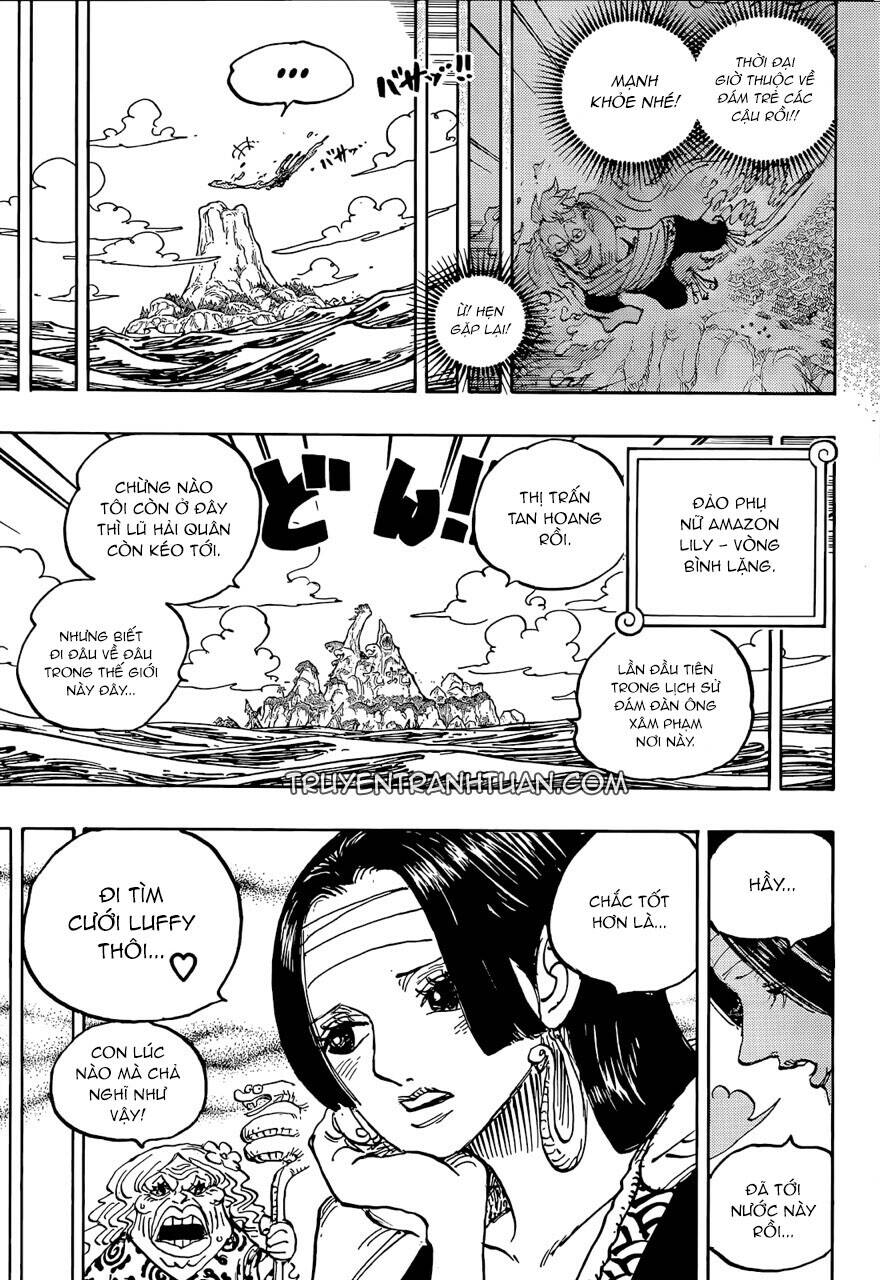 THỜI ĐẠI
GIỜ THUỘC VỀ
ĐÁM TRẺ CÁC
CẬU RỒI!!
MẠNH
KHỎE NHÉ!
Ừ! HẸN
GẶP LẠI!
バサッ!!
バサッ
...
ĐẢO PHỤ
NỮ AMAZON
LILY - VÒNG
BÌNH LẶNG.
THỊ TRẤN
TAN HOANG
RỒI.
LẦN ĐẦU TIÊN
TRONG LỊCH SỬ
ĐÁM ĐÀN ÔNG
XÂM PHẠM
NƠI NÀY.
どん!!
CHỪNG NÀO
TÔI CÒN Ở ĐÂY
THÌ LŨ HẢI QUÂN
CÒN KÉO TỚI.
NHƯNG BIẾT
ĐI ĐÂU VỀ ĐÂU
TRONG THẾ GIỚI
NÀY ĐÂY...
TRUYENTRANHTUAN.COM
HẦY...
ĐÃ TỚI
NƯỚC NÀY
RỒI...
CHẮC TỐT
HƠN LÀ...
ĐI TÌM
CƯỚI LUFFY
THÔI...♡
CON LÚC
NÀO MÀ CHẢ
NGHĨ NHƯ
VẬY!